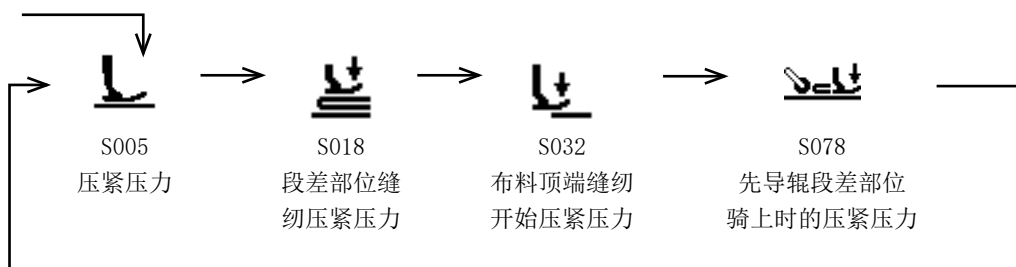 S005
压紧压力
S018
段差部位缝
纫压紧压力
S032
布料顶端缝纫
开始压紧压力
S078
先导辊段差部位
骑上时的压紧压力